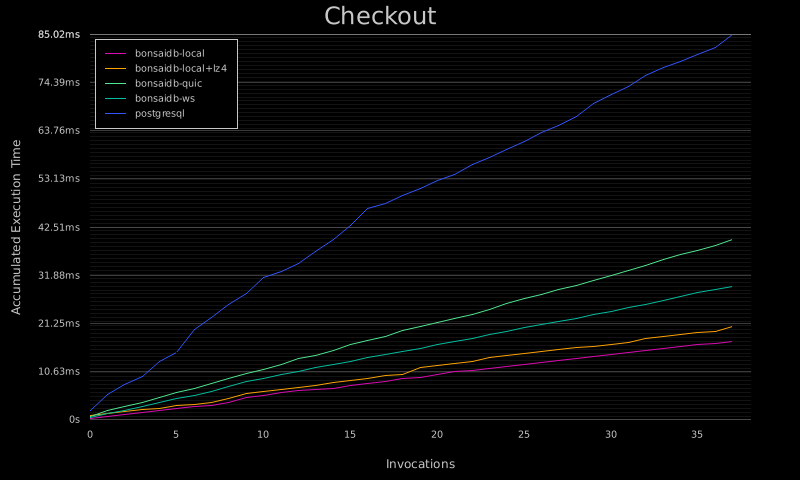 Checkout
85.02ms
74.39ms
63.76ms
53.13ms
42.51ms
31.88ms
21.25ms
10.63ms
0s
bonsaidb-local
bonsaidb-local+lz4
bonsaidb-quic
bonsaidb-ws
postgresql
Accumulated Execution Time
0 5 10 15 20 25 30 35
Invocations